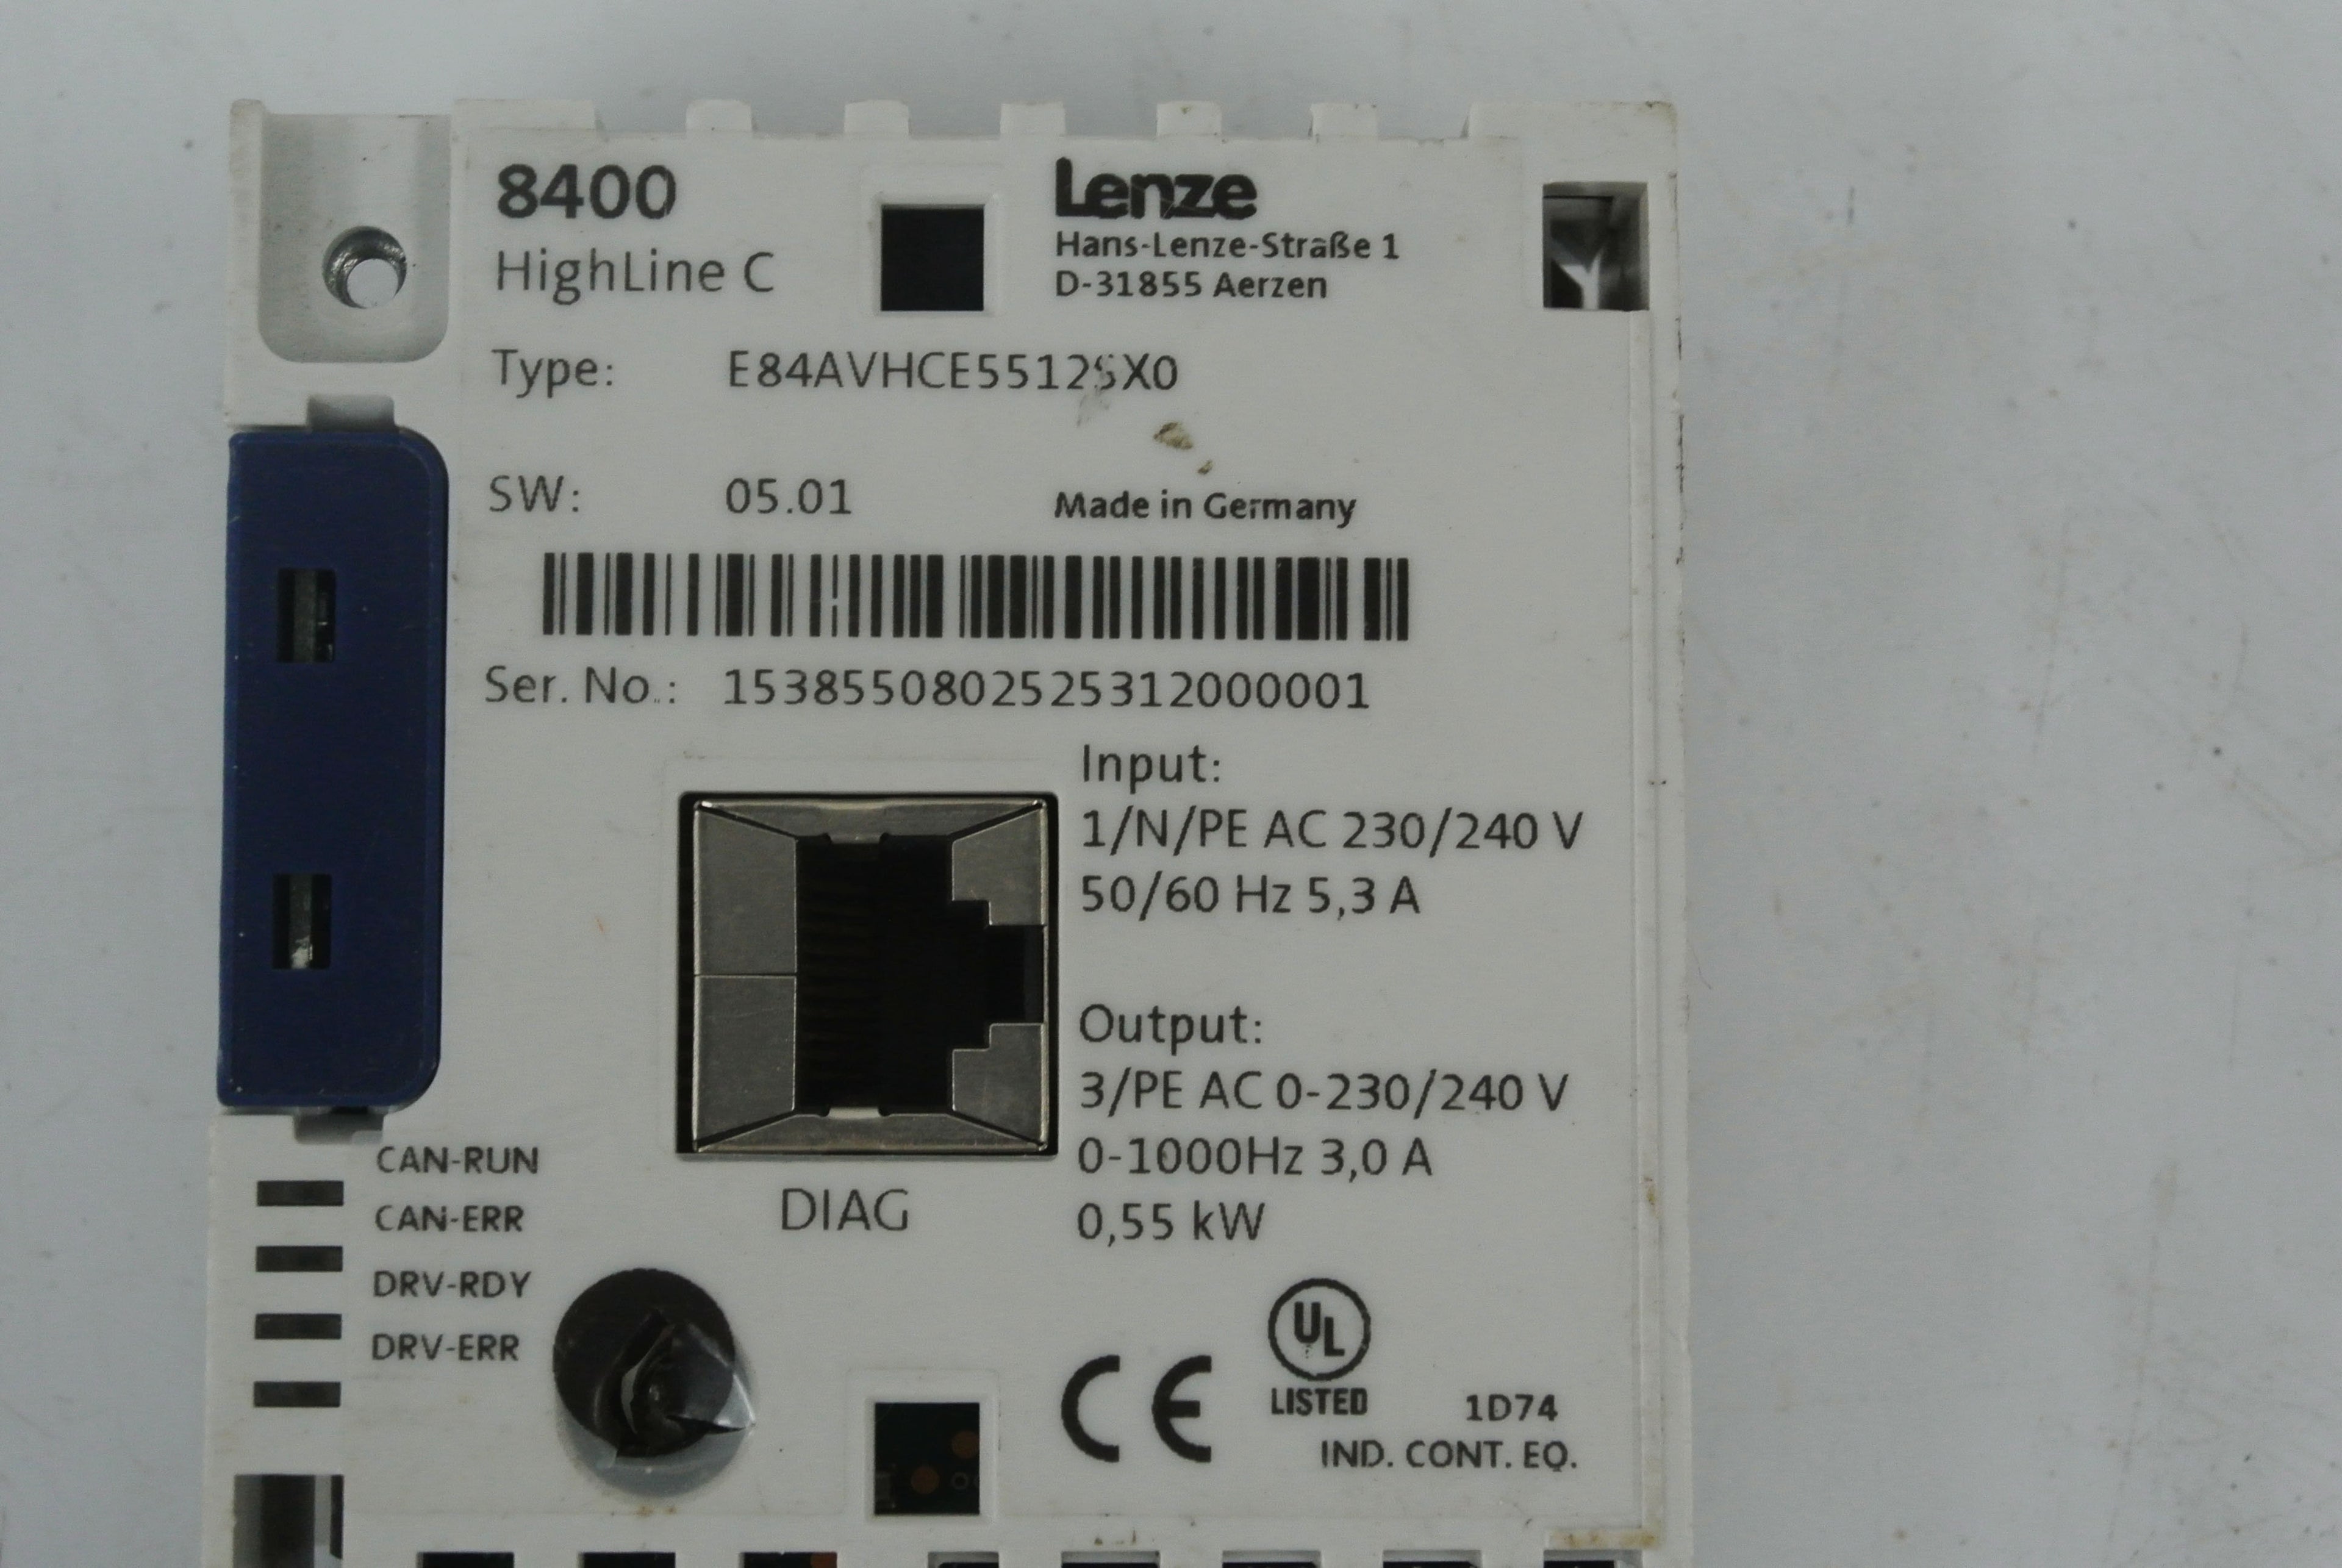 8400
HighLine C
Lenze
Hans-Lenze-Straße 1
D-31855 Aerzen
Type: E84AVHCE5512SX0
SW: 05.01
Made in Germany
Ser. No.: 1538550802525312000001
Input:
1/N/PE AC 230/240 V
50/60 Hz 5,3 A
Output:
3/PE AC 0-230/240 V
0-1000Hz 3,0 A
0,55 kW
DIAG
CAN-RUN
CAN-ERR
DRV-RDY
DRV-ERR
CE
UL
LISTED
1D74
IND. CONT. EQ.